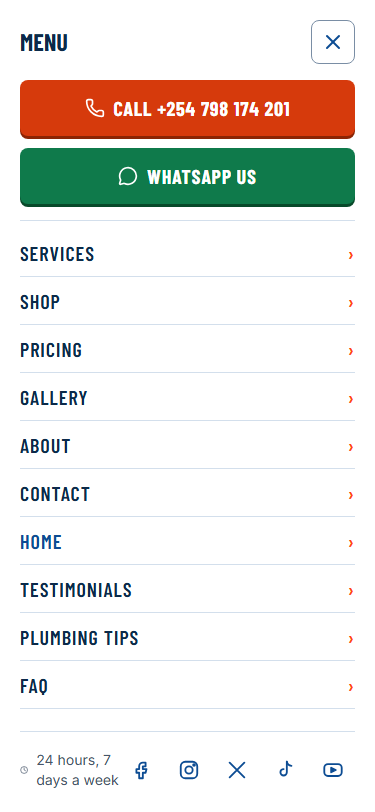 MENU
CALL +254 798 174 201
WHATSAPP US
SERVICES
SHOP
PRICING
GALLERY
ABOUT
CONTACT
HOME
TESTIMONIALS
PLUMBING TIPS
FAQ
24 hours, 7
days a week